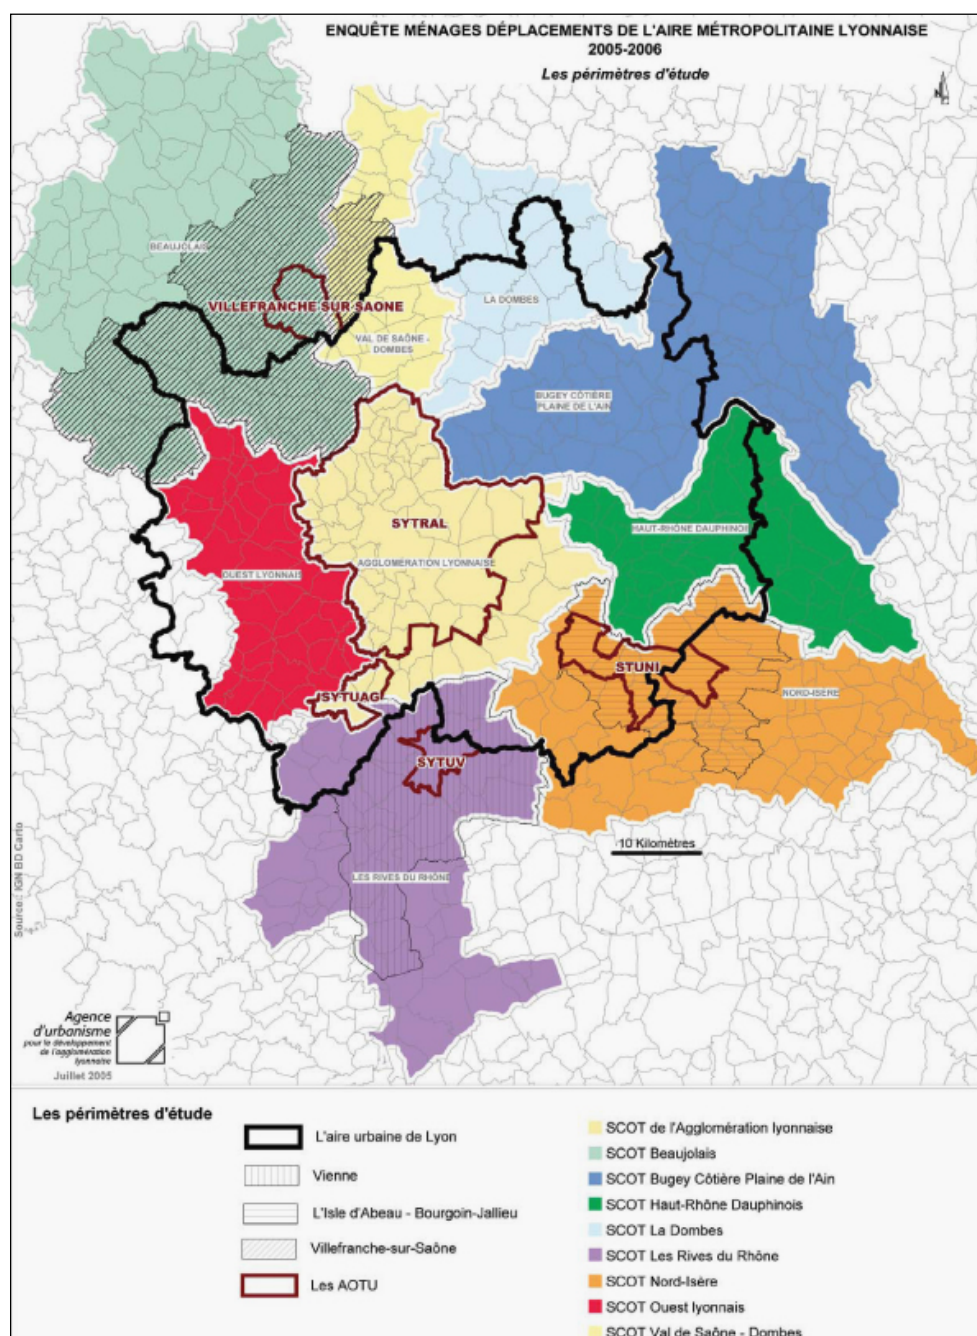 ENQUÊTE MÉNAGES DÉPLACEMENTS DE L'AIRE MÉTROPOLITAINE LYONNAISE
2005-2006
Les périmètres d'étude
N
BEAUJOLAIS
VILLEFRANCHE SUR SAONE
LA DOMBES
VAL DE SAÔNE -
DOMBES
BUGEY CÔTIÈRE
PLAINE DE L'AIN
SYTRAL
HAUT-RHÔNE DAUPHINOIS
AGGLOMÉRATION LYONNAISE
OUEST LYONNAIS
STUNI
SYTUAG
NORD-ISÈRE
SYTUV
10 Kilomètres
LES RIVES DU RHÔNE
Source : IGN BD Carto
Agence
d'urbanisme
pour le développement
de l'agglomération
lyonnaise
Juillet 2005
Les périmètres d'étude
L'aire urbaine de Lyon
Vienne
L'Isle d'Abeau - Bourgoin-Jallieu
Villefranche-sur-Saône
Les AOTU
SCOT de l'Agglomération lyonnaise
SCOT Beaujolais
SCOT Bugey Côtière Plaine de l'Ain
SCOT Haut-Rhône Dauphinois
SCOT La Dombes
SCOT Les Rives du Rhône
SCOT Nord-Isère
SCOT Ouest lyonnais
SCOT Val de Saône - Dombes